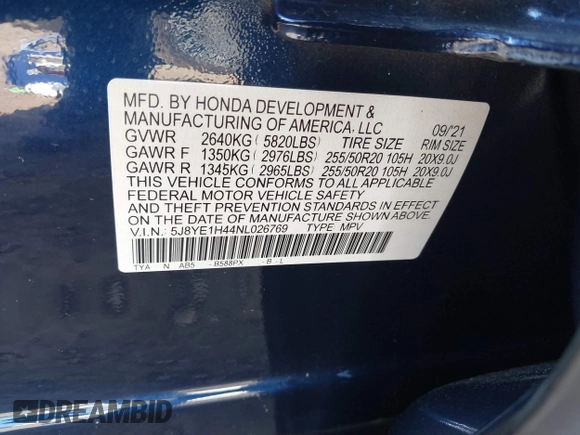 MFD. BY HONDA DEVELOPMENT &
MANUFACTURING OF AMERICA, LLC 09/'21
GVWR 2640KG ( 5820LBS) TIRE SIZE RIM SIZE
GAWR F 1350KG ( 2976LBS) 255/50R20 105H 20X9.0J
GAWR R 1345KG ( 2965LBS) 255/50R20 105H 20X9.0J
THIS VEHICLE CONFORMS TO ALL APPLICABLE
FEDERAL MOTOR VEHICLE SAFETY
AND THEFT PREVENTION STANDARDS IN EFFECT
ON THE DATE OF MANUFACTURE SHOWN ABOVE.
V.I.N.: 5J8YE1H44NL026769 TYPE MPV
TYA N AB5 - B588PX - B - L
DREAMBID